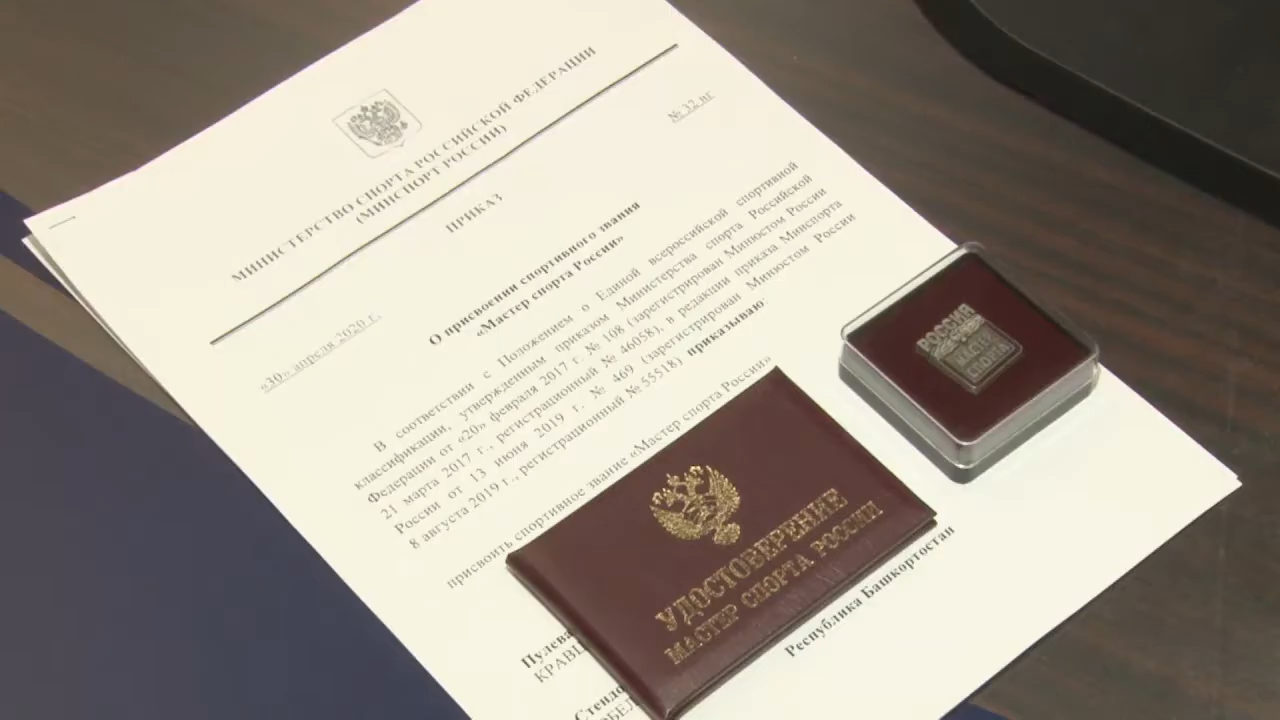 МИНИСТЕРСТВО СПОРТА РОССИЙСКОЙ ФЕДЕРАЦИИ
(МИНСПОРТ РОССИИ)
ПРИКАЗ
«30» апреля 2020 г.
№ 32 нг
О присвоении спортивного звания
«Мастер спорта России»
В соответствии с Положением о Единой всероссийской спортивной
классификации, утвержденным приказом Министерства спорта Российской
Федерации от «20» февраля 2017 г. № 108 (зарегистрирован Минюстом России
21 марта 2017 г., регистрационный № 46058), в редакции приказа Минспорта
России от 13 июня 2019 г. № 469 (зарегистрирован Минюстом России
8 августа 2019 г., регистрационный № 55518) приказываю:
присвоить спортивное звание «Мастер спорта России»
РОССИЯ
МАСТЕР
СПОРТА
УДОСТОВЕРЕНИЕ
МАСТЕР СПОРТА РОССИИ
Пулева
КРАВЦ
Республика Башкортостан
Стендо